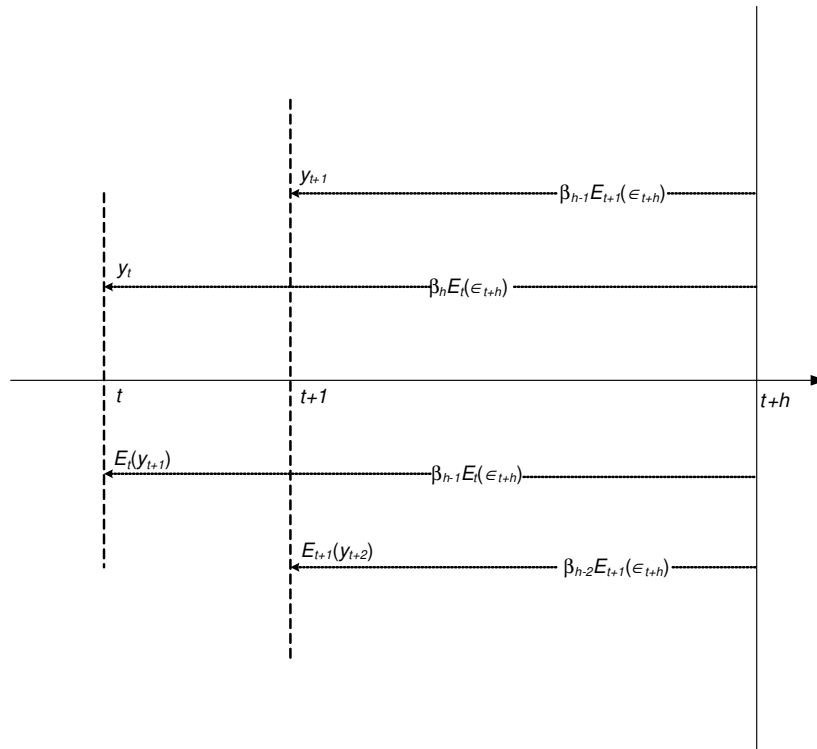 y_{t+1}
β_{h-1}E_{t+1}(∈_{t+h})
y_t
β_hE_t(∈_{t+h})
t
t+1
t+h
E_t(y_{t+1})
β_{h-1}E_t(∈_{t+h})
E_{t+1}(y_{t+2})
β_{h-2}E_{t+1}(∈_{t+h})